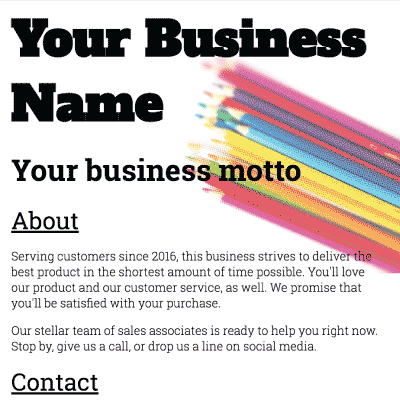 Your Business
Name
Your business motto
About
Serving customers since 2016, this business strives to deliver the
best product in the shortest amount of time possible. You'll love
our product and our customer service, as well. We promise that
you'll be satisfied with your purchase.
Our stellar team of sales associates is ready to help you right now.
Stop by, give us a call, or drop us a line on social media.
Contact